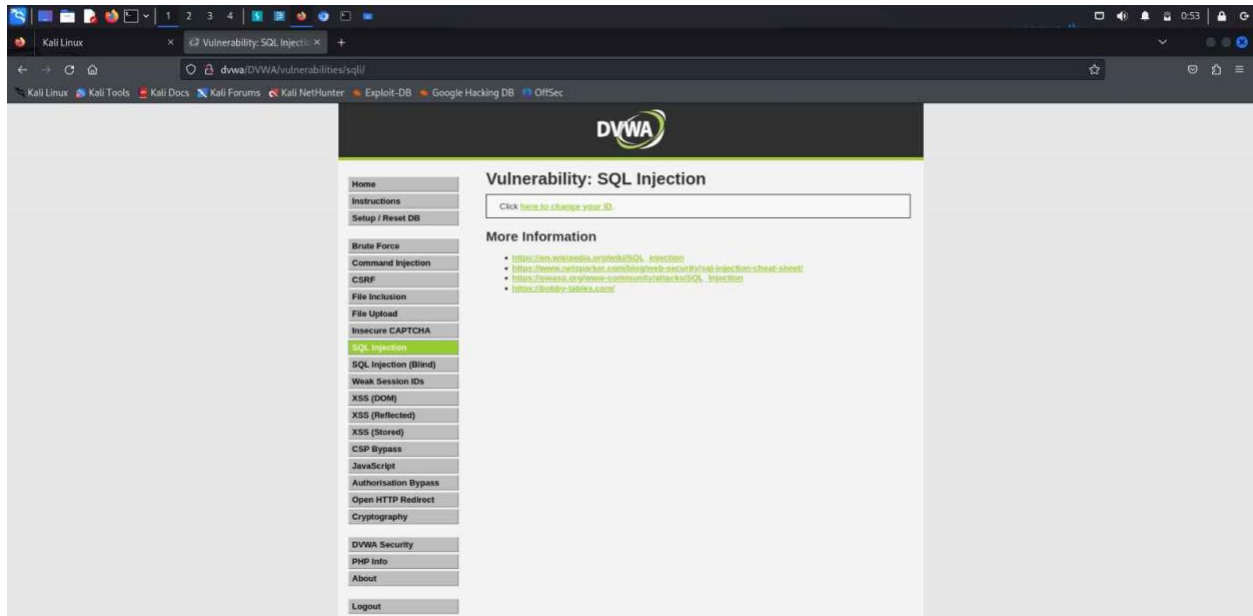 1 2 3 4
0:53
Kali Linux
Vulnerability: SQL Injectic
dvwa/DVWA/vulnerabilities/sqli/
Kali Linux Kali Tools Kali Docs Kali Forums Kali NetHunter Exploit-DB Google Hacking DB OffSec
DVWA
Home
Instructions
Setup / Reset DB
Brute Force
Command Injection
CSRF
File Inclusion
File Upload
Insecure CAPTCHA
SQL Injection
SQL Injection (Blind)
Weak Session IDs
XSS (DOM)
XSS (Reflected)
XSS (Stored)
CSP Bypass
JavaScript
Authorisation Bypass
Open HTTP Redirect
Cryptography
DVWA Security
PHP Info
About
Logout
Vulnerability: SQL Injection
Click here to change your ID.
More Information
https://en.wikipedia.org/wiki/SQL_injection
https://www.netsparker.com/blog/web-security/sql-injection-cheat-sheet/
https://owasp.org/www-community/attacks/SQL_Injection
https://bobby-tables.com/